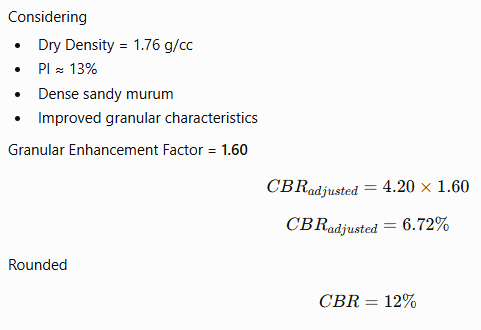 Considering
• Dry Density = 1.76 g/cc
• PI ≈ 13%
• Dense sandy murum
• Improved granular characteristics
Granular Enhancement Factor = 1.60
CBR_{adjusted} = 4.20 × 1.60
CBR_{adjusted} = 6.72%
Rounded
CBR = 12%